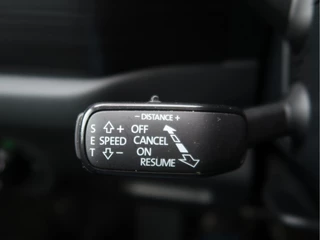 - DISTANCE +
S ⇧ + OFF
E SPEED CANCEL
T ⇩ - ON
RESUME